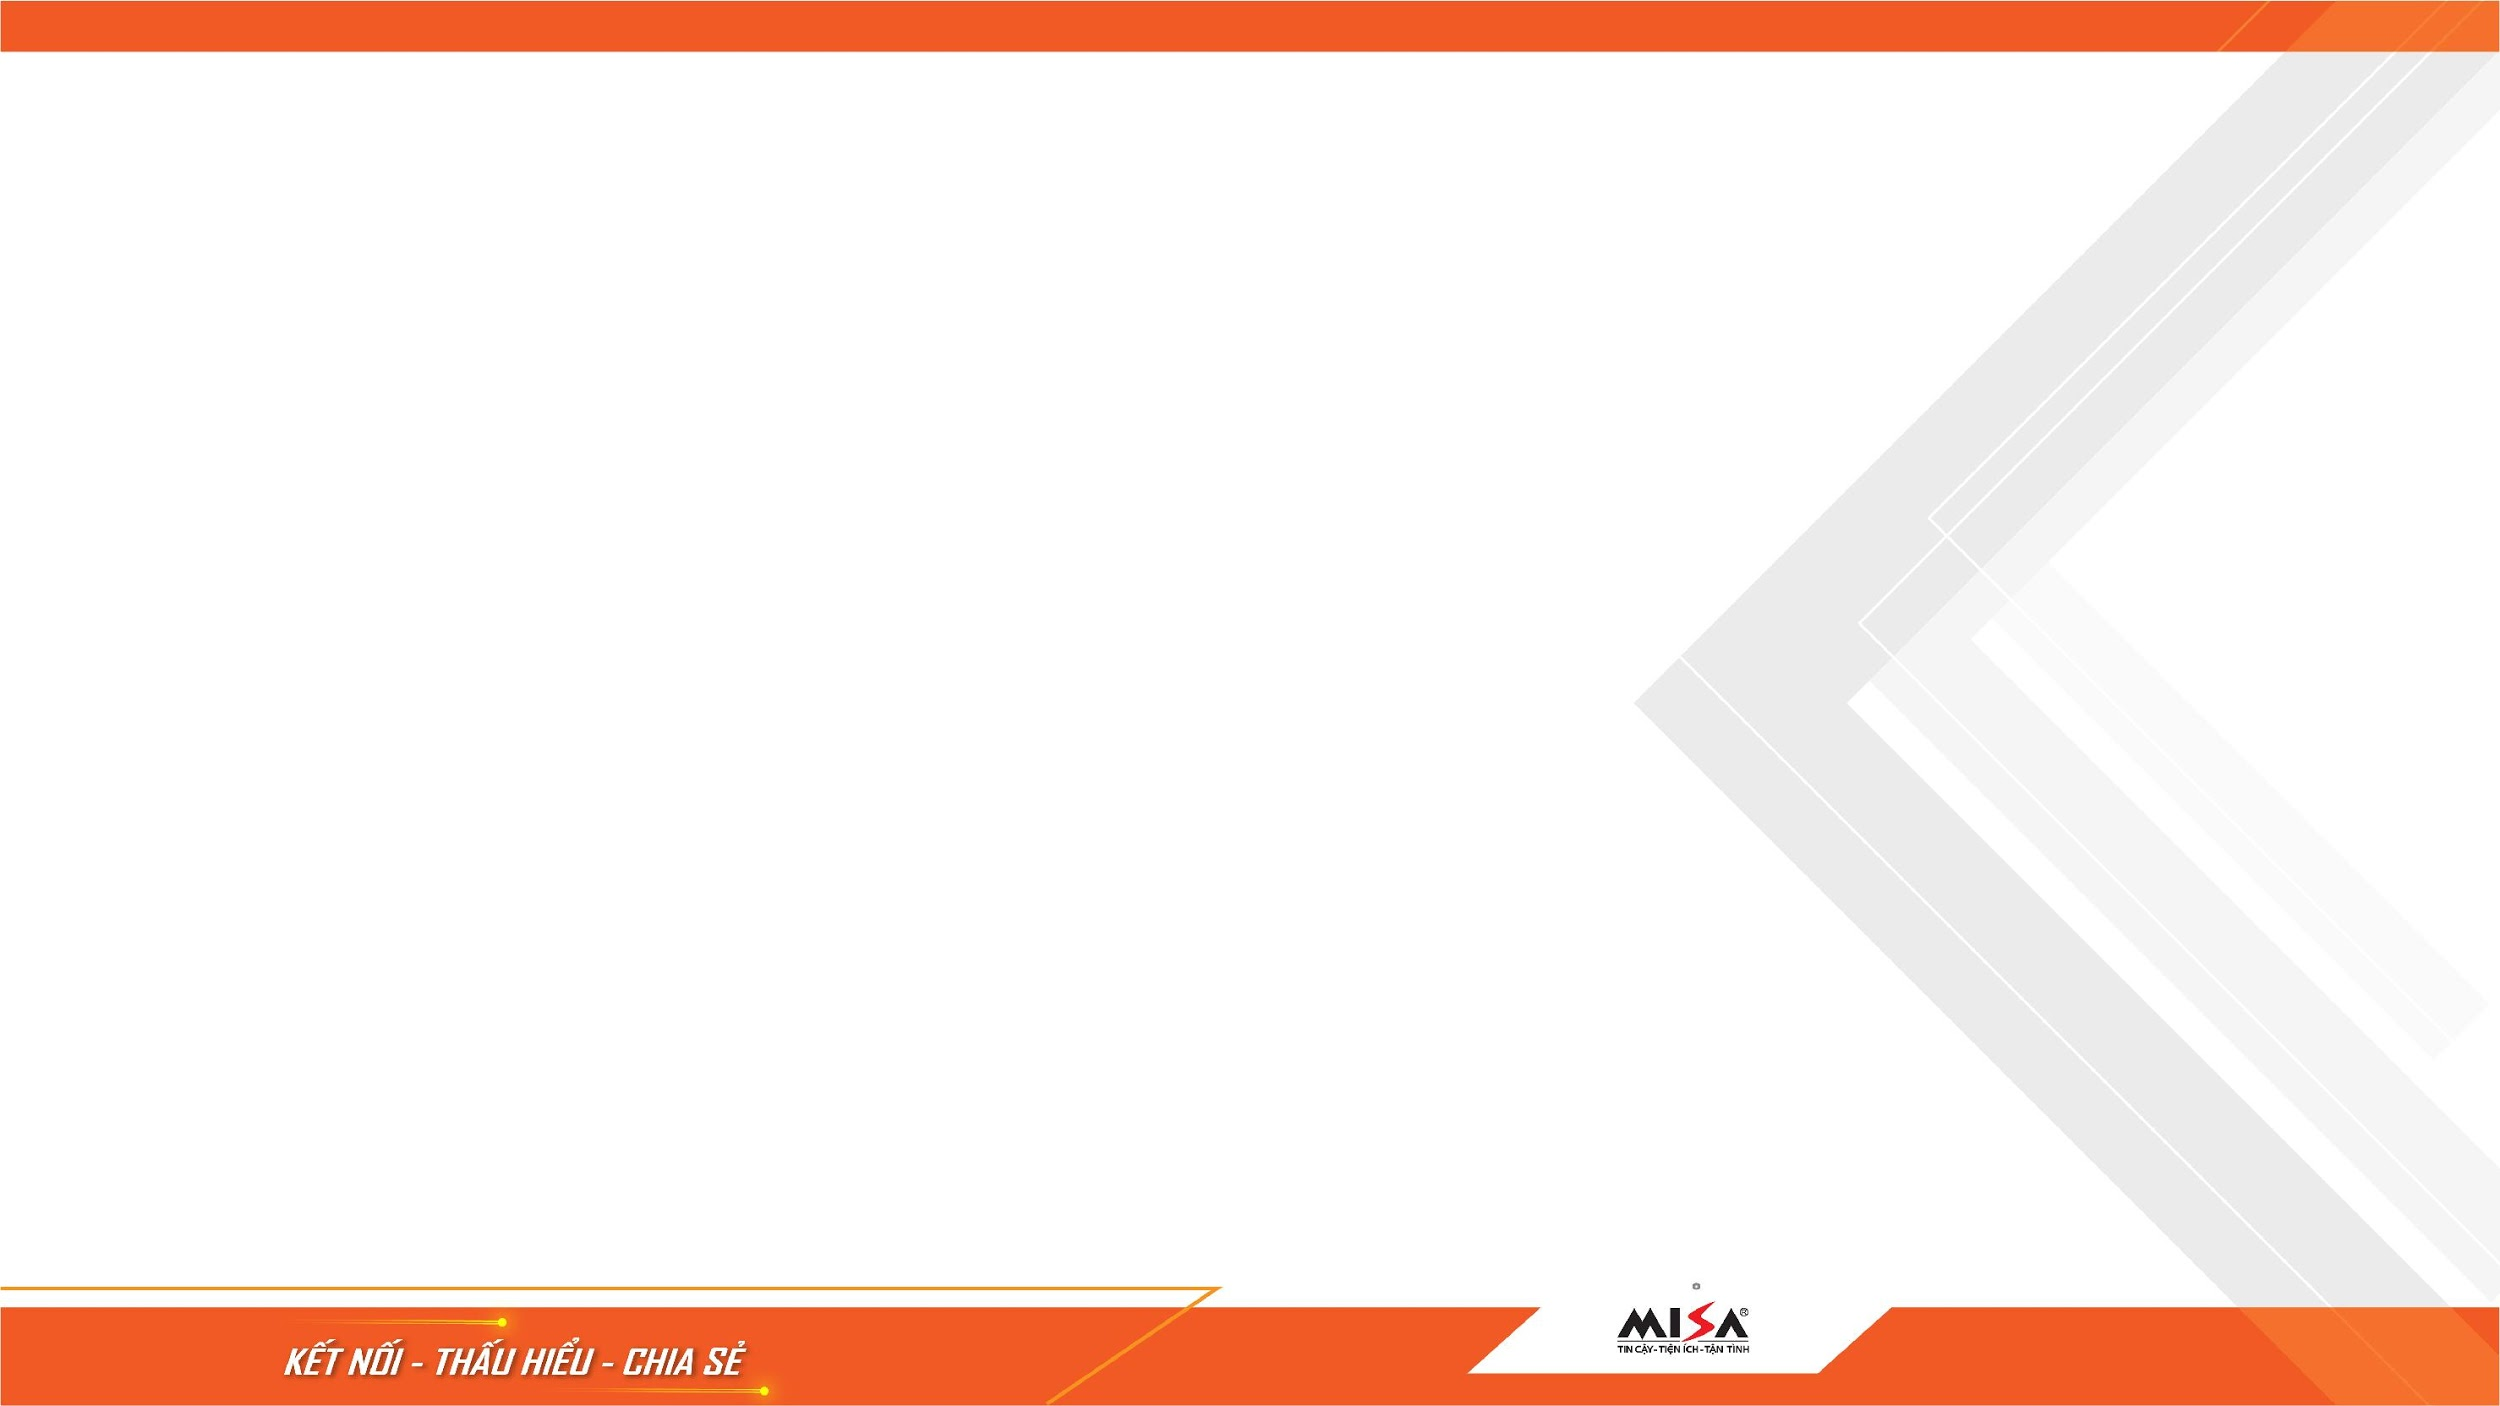 KẾT NỐI - THẤU HIỂU - CHIA SẺ
MISA®
TIN CẬY-TIỆN ÍCH-TẬN TÌNH